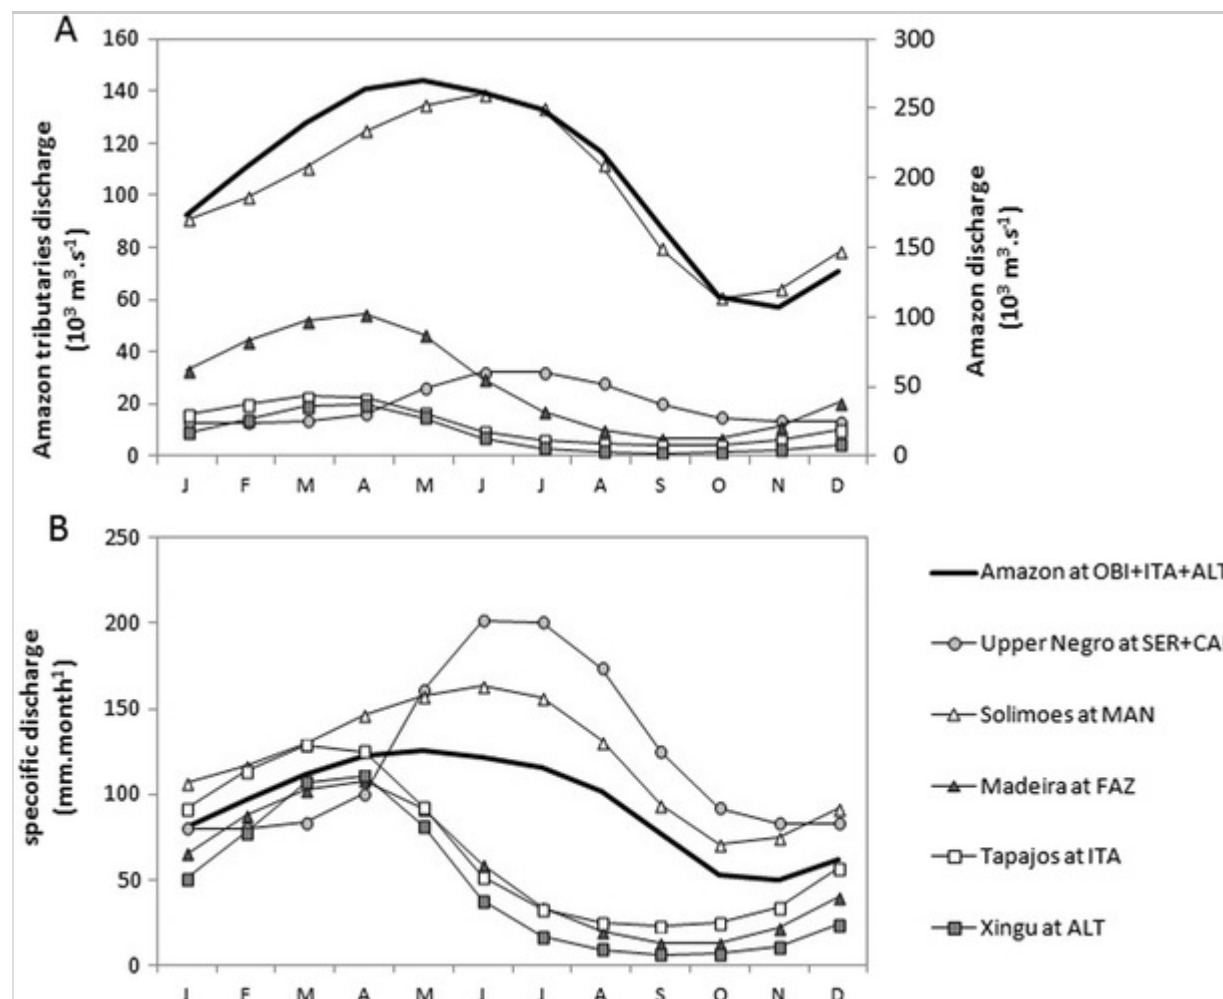 A
160
140
120
100
80
60
40
20
0
Amazon tributaries discharge
(10³ m³.s⁻¹)
300
250
200
150
100
50
0
Amazon discharge
(10³ m³.s⁻¹)
J F M A M J J A S O N D
B
250
200
150
100
50
0
specoific discharge
(mm.month¹)
J F M A M J J A S O N D
Amazon at OBI+ITA+ALT
Upper Negro at SER+CA
Solimoes at MAN
Madeira at FAZ
Tapajos at ITA
Xingu at ALT